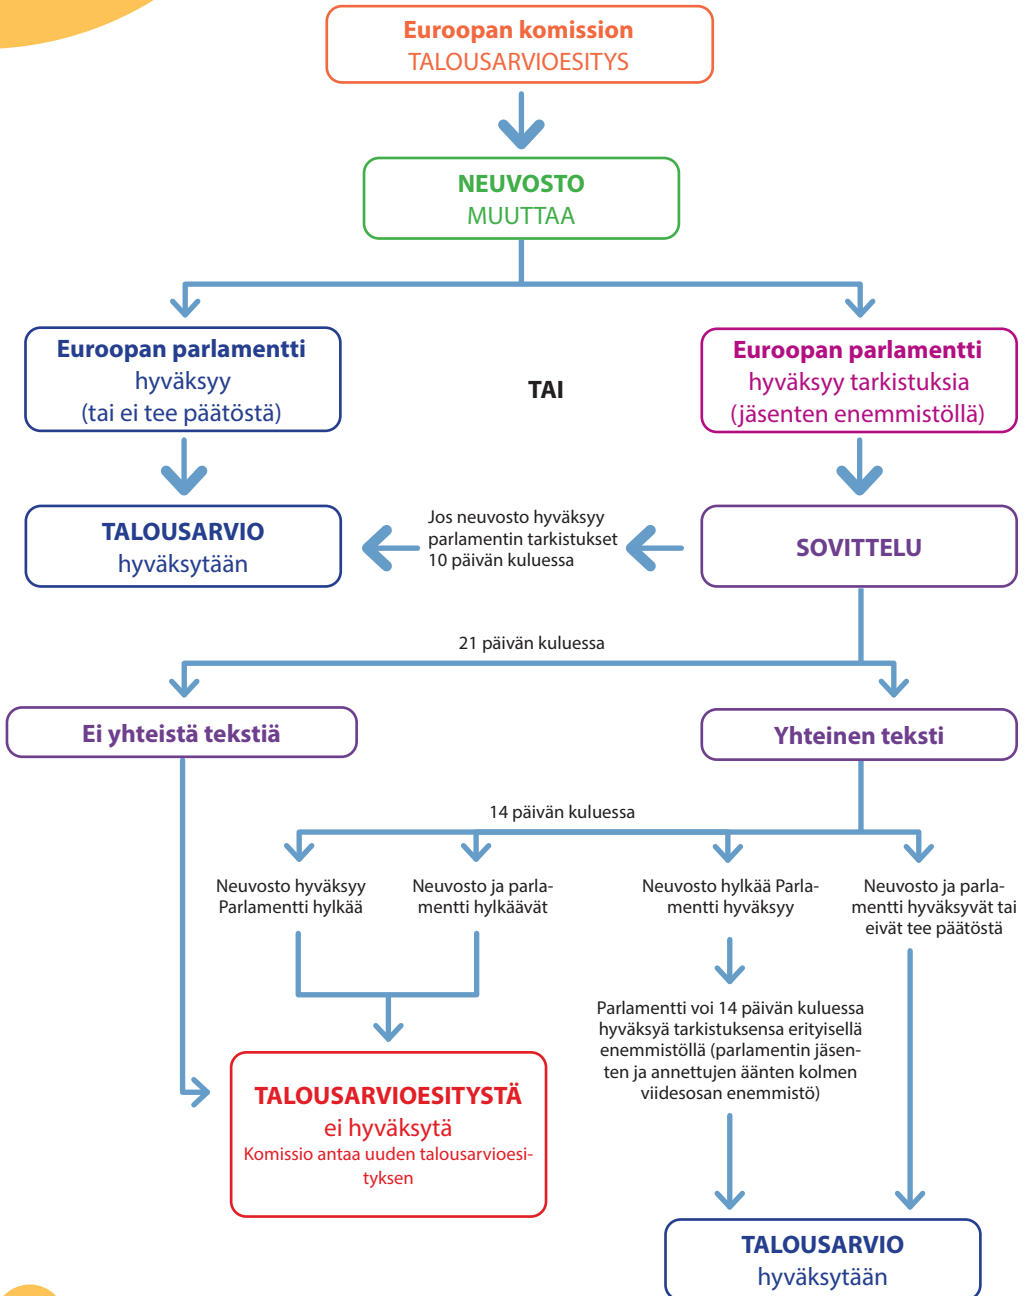 Euroopan komission
TALOUSARVIOESITYS
NEUVOSTO
MUUTTAA
Euroopan parlamentti
hyväksyy
(tai ei tee päätöstä)
TAI
Euroopan parlamentti
hyväksyy tarkistuksia
(jäsenten enemmistöllä)
TALOUSARVIO
hyväksytään
Jos neuvosto hyväksyy
parlamentin tarkistukset
10 päivän kuluessa
SOVITTELU
21 päivän kuluessa
Ei yhteistä tekstiä
Yhteinen teksti
14 päivän kuluessa
Neuvosto hyväksyy
Parlamentti hylkää
Neuvosto ja parla-
mentti hylkäävät
Neuvosto hylkää Parla-
mentti hyväksyy
Neuvosto ja parla-
mentti hyväksyvät tai
eivät tee päätöstä
Parlamentti voi 14 päivän kuluessa
hyväksyä tarkistuksensa erityisellä
enemmistöllä (parlamentin jäsen-
ten ja annettujen äänten kolmen
viidesosan enemmistö)
TALOUSARVIOESITYSTÄ
ei hyväksytä
Komissio antaa uuden talousarvioesi-
tyksen
TALOUSARVIO
hyväksytään